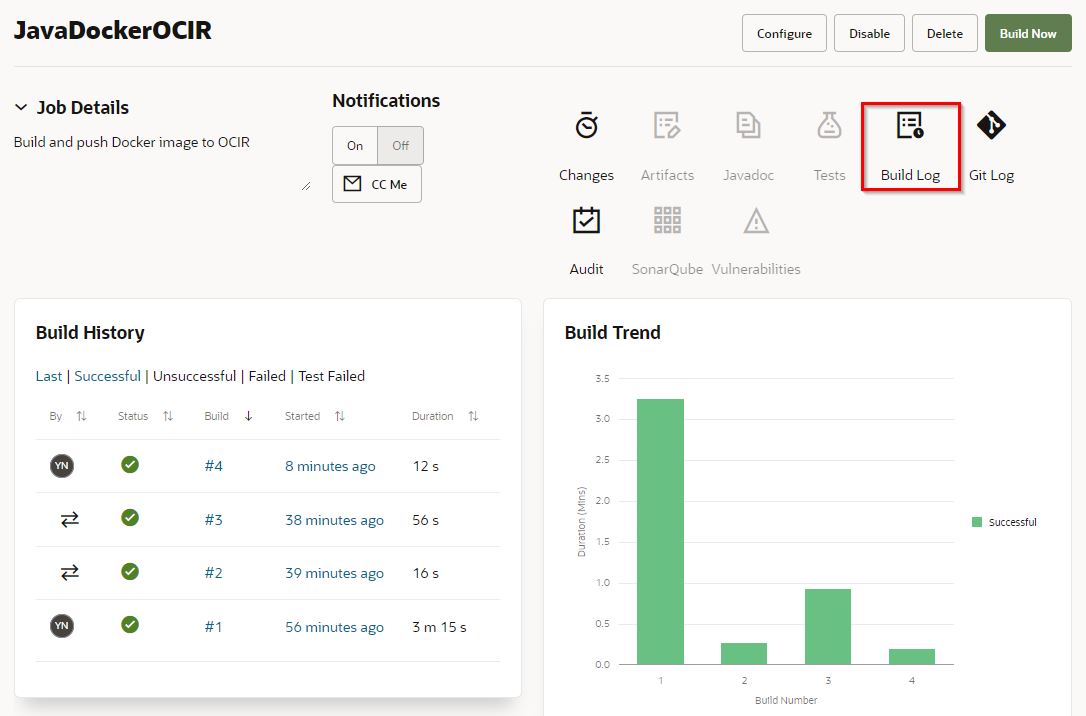 JavaDockerOCIR
Configure Disable Delete Build Now
Job Details
Build and push Docker image to OCIR
Notifications
On Off
CC Me
Changes Artifacts Javadoc Tests Build Log Git Log
Audit SonarQube Vulnerabilities
Build History
Last | Successful | Unsuccessful | Failed | Test Failed
By Status Build Started Duration
YN #4 8 minutes ago 12 s
#3 38 minutes ago 56 s
#2 39 minutes ago 16 s
YN #1 56 minutes ago 3 m 15 s
Build Trend
3.5
3.0
2.5
2.0
1.5
1.0
0.5
0.0
Duration (Mins)
1 2 3 4
Build Number
Successful